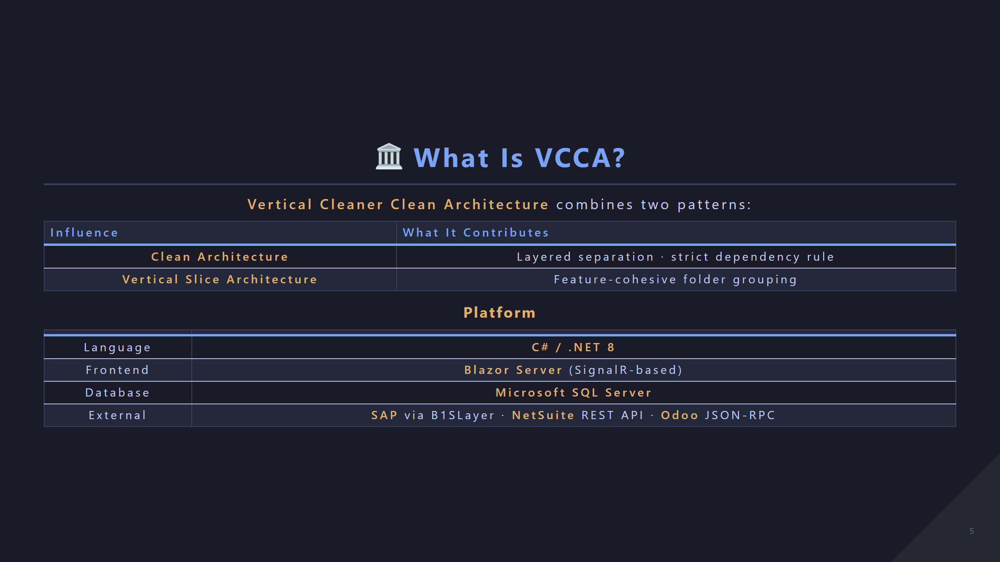 What Is VCCA?
Vertical Cleaner Clean Architecture combines two patterns:
Influence What It Contributes
Clean Architecture Layered separation · strict dependency rule
Vertical Slice Architecture Feature-cohesive folder grouping
Platform
Language C# / .NET 8
Frontend Blazor Server (SignalR-based)
Database Microsoft SQL Server
External SAP via B1SLayer · NetSuite REST API · Odoo JSON-RPC
5